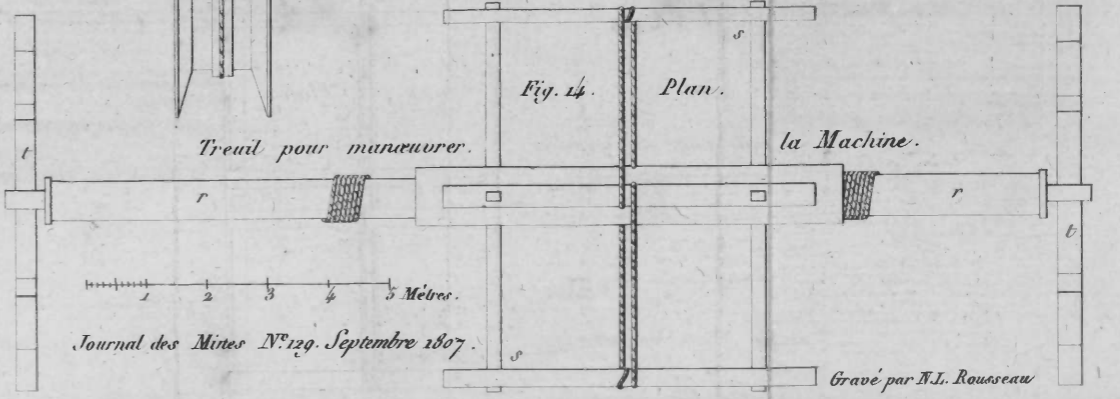 s
Fig. 14. Plan.
t Treuil pour manœuvrer. la Machine.
r r
t
1 2 3 4 5 Mètres.
Journal des Mines N.º 129. Septembre 1807.
s
Gravé par N.L. Rousseau